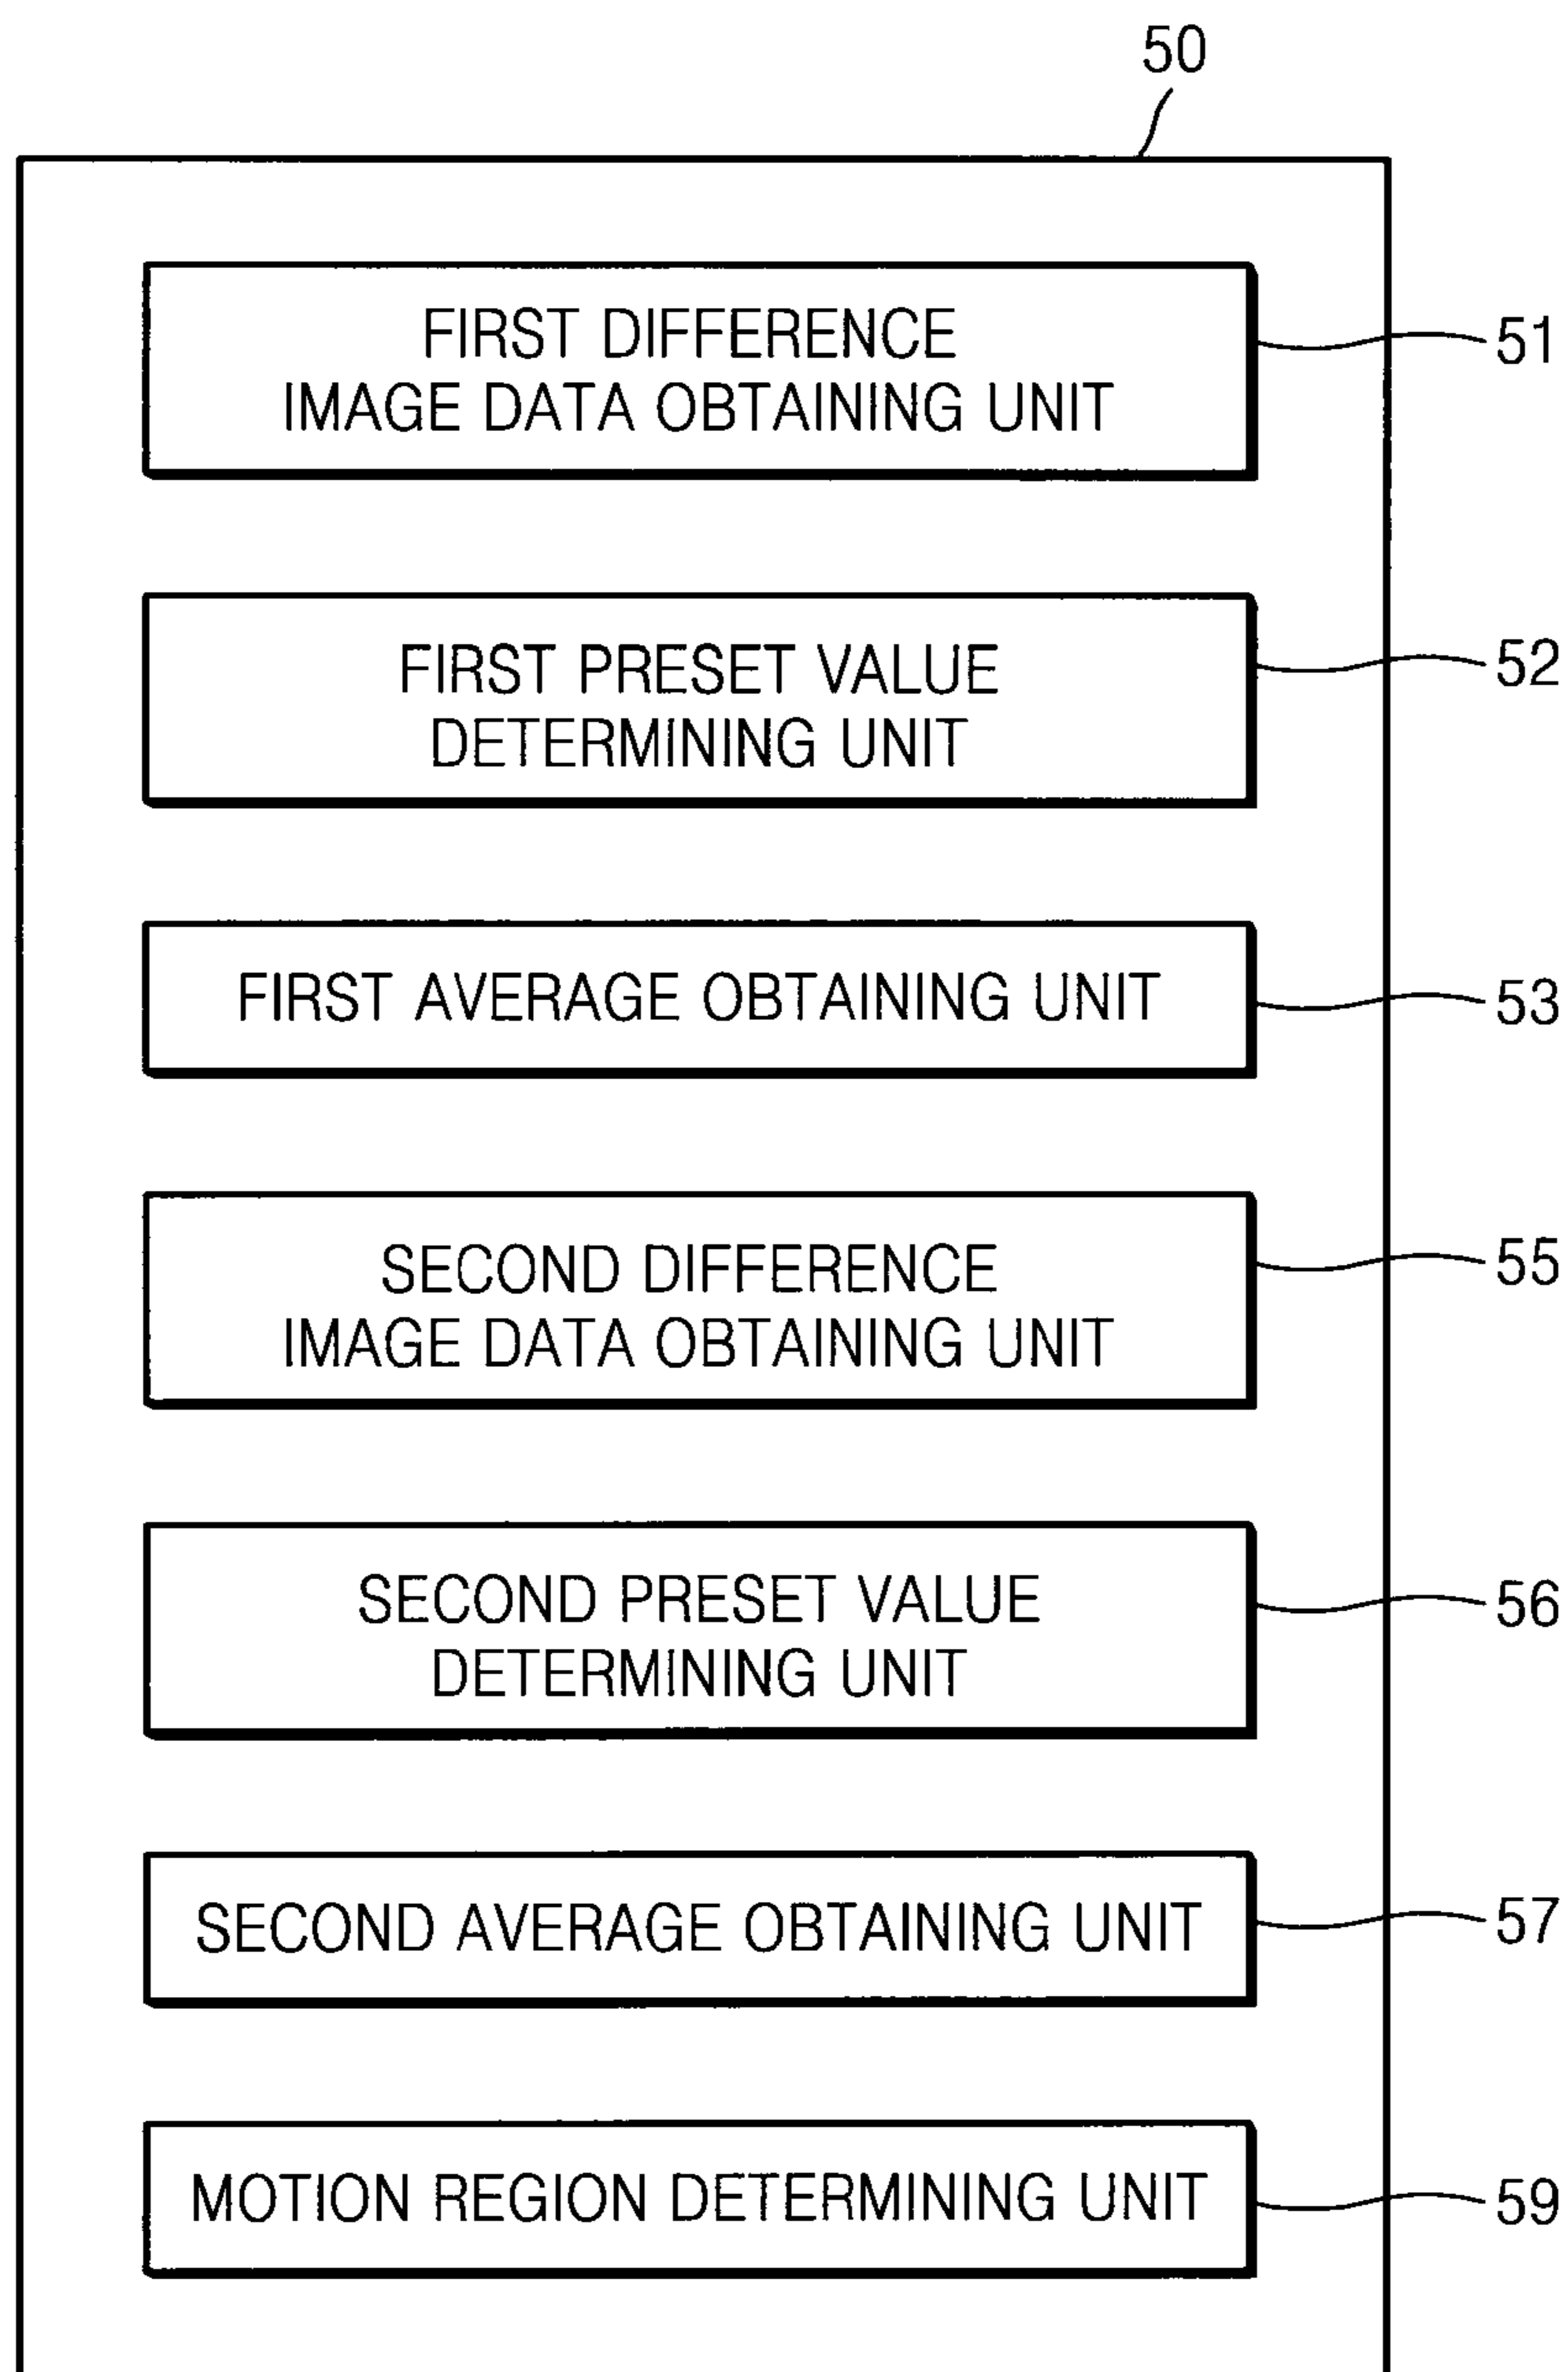 50
FIRST DIFFERENCE
IMAGE DATA OBTAINING UNIT
51
FIRST PRESET VALUE
DETERMINING UNIT
52
FIRST AVERAGE OBTAINING UNIT
53
SECOND DIFFERENCE
IMAGE DATA OBTAINING UNIT
55
SECOND PRESET VALUE
DETERMINING UNIT
56
SECOND AVERAGE OBTAINING UNIT
57
MOTION REGION DETERMINING UNIT
59